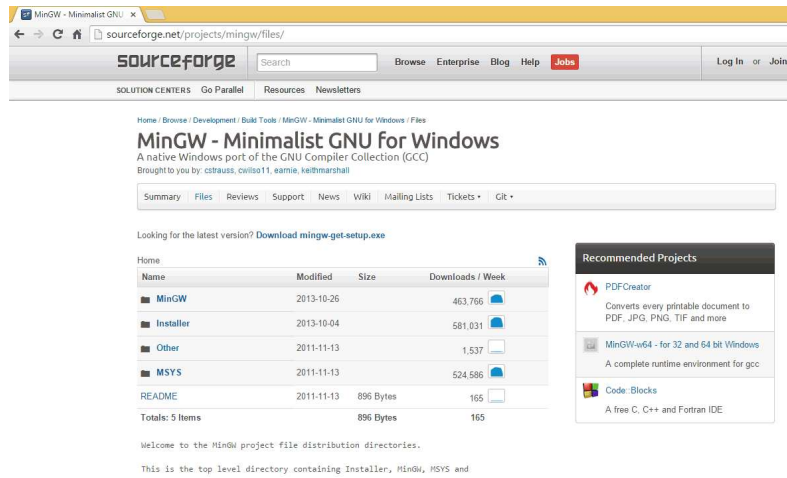 MinGW - Minimalist GNU
sourceforge.net/projects/mingw/files/
sourceforge Search Browse Enterprise Blog Help Jobs Log In or Join
SOLUTION CENTERS Go Parallel Resources Newsletters
Home / Browse / Development / Build Tools / MinGW - Minimalist GNU for Windows / Files
MinGW - Minimalist GNU for Windows
A native Windows port of the GNU Compiler Collection (GCC)
Brought to you by: cstrauss, cwilso11, earnie, keithmarshall
Summary Files Reviews Support News Wiki Mailing Lists Tickets Git
Looking for the latest version? Download mingw-get-setup.exe
Home
Name Modified Size Downloads / Week
MinGW 2013-10-26 463,766
Installer 2013-10-04 581,031
Other 2011-11-13 1,537
MSYS 2011-11-13 524,586
README 2011-11-13 896 Bytes 165
Totals: 5 Items 896 Bytes 165
Welcome to the MinGW project file distribution directories.
This is the top level directory containing Installer, MinGW, MSYS and
Recommended Projects
PDFCreator
Converts every printable document to
PDF, JPG, PNG, TIF and more
MinGW-w64 - for 32 and 64 bit Windows
A complete runtime environment for gcc
Code::Blocks
A free C, C++ and Fortran IDE